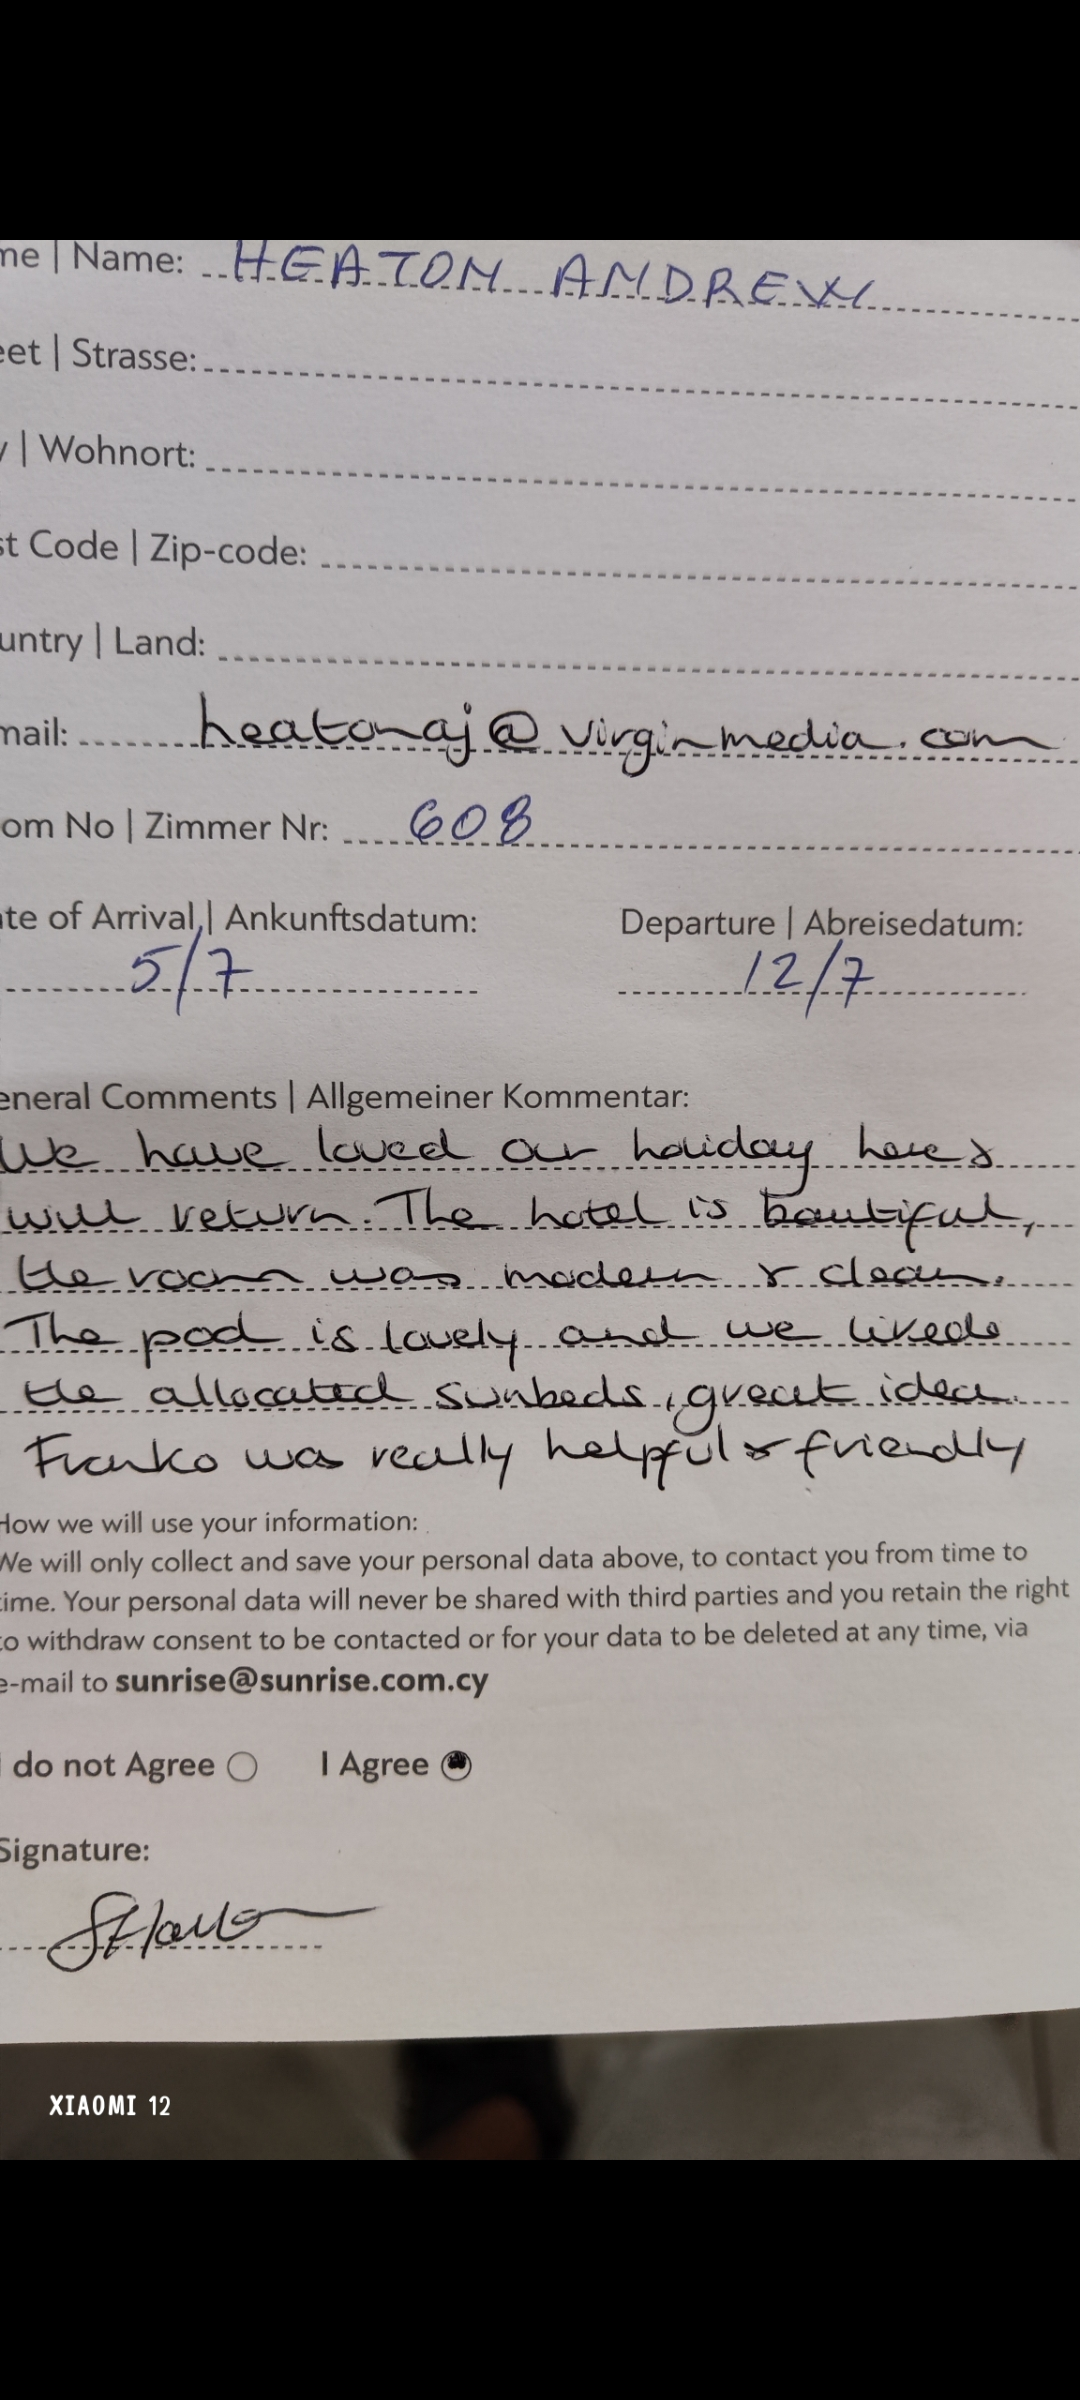 me | Name: HEATON ANDREW
eet | Strasse:
y | Wohnort:
st Code | Zip-code:
untry | Land:
mail: heatonaj@virginmedia.com
om No | Zimmer Nr: 608
te of Arrival | Ankunftsdatum: Departure | Abreisedatum:
5/7 12/7
eneral Comments | Allgemeiner Kommentar:
We have loved our holiday here &
will return. The hotel is beautiful,
the room was modern & clean.
The pool is lovely and we liked
the allocated sunbeds, great idea.
Franko was really helpful & friendly
How we will use your information:
We will only collect and save your personal data above, to contact you from time to
time. Your personal data will never be shared with third parties and you retain the right
to withdraw consent to be contacted or for your data to be deleted at any time, via
e-mail to sunrise@sunrise.com.cy
I do not Agree I Agree
Signature:
XIAOMI 12